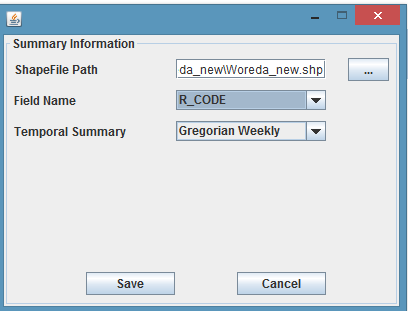 Summary Information
ShapeFile Path da_new\Woreda_new.shp ...
Field Name R_CODE
Temporal Summary Gregorian Weekly
Save Cancel